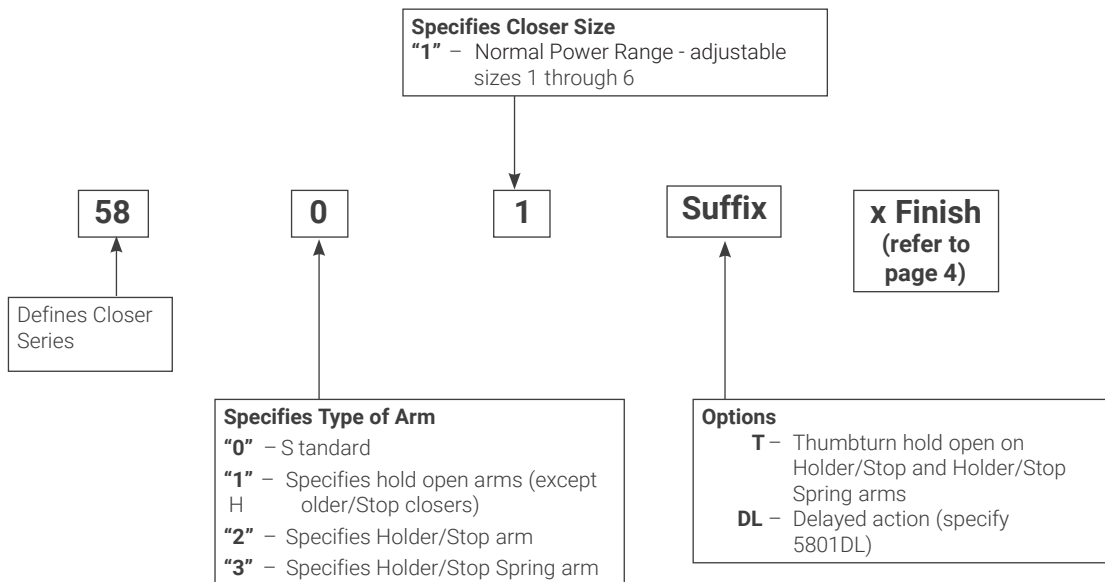 Specifies Closer Size
“1” – Normal Power Range - adjustable
sizes 1 through 6
58
0
1
Suffix
x Finish
(refer to
page 4)
Defines Closer
Series
Specifies Type of Arm
“0” – S tandard
“1” – Specifies hold open arms (except
H older/Stop closers)
“2” – Specifies Holder/Stop arm
“3” – Specifies Holder/Stop Spring arm
Options
T – Thumbturn hold open on
Holder/Stop and Holder/Stop
Spring arms
DL – Delayed action (specify
5801DL)